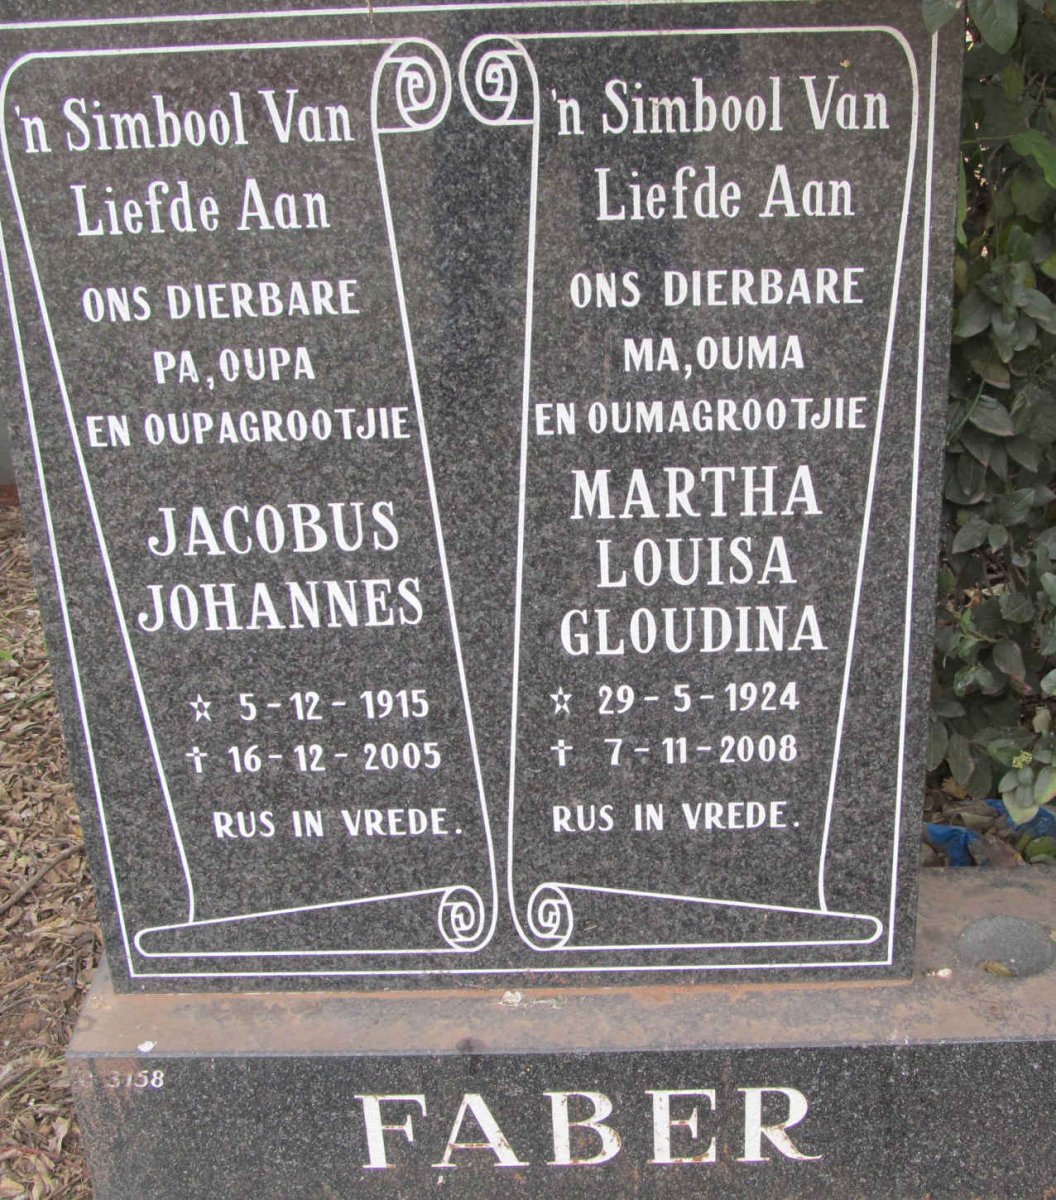 'n Simbool Van
Liefde Aan
ONS DIERBARE
PA, OUPA
EN OUPAGROOTJIE
JACOBUS
JOHANNES
☆ 5-12-1915
✝ 16-12-2005
RUS IN VREDE.
'n Simbool Van
Liefde Aan
ONS DIERBARE
MA, OUMA
EN OUMAGROOTJIE
MARTHA
LOUISA
GLOUDINA
☆ 29-5-1924
✝ 7-11-2008
RUS IN VREDE.
3158
FABER